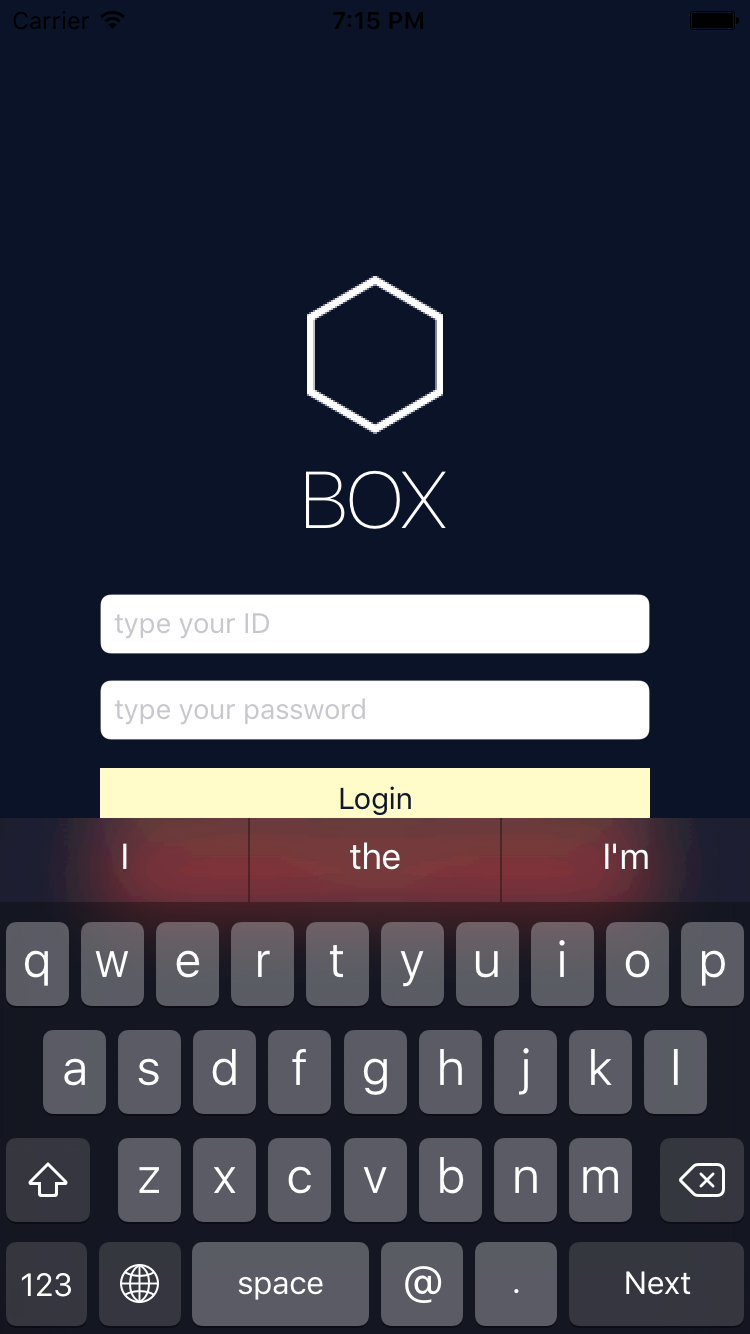 Carrier 7:15 PM
BOX
type your ID
type your password
Login
I the I'm
q w e r t y u i o p
a s d f g h j k l
z x c v b n m
123 space @ . Next